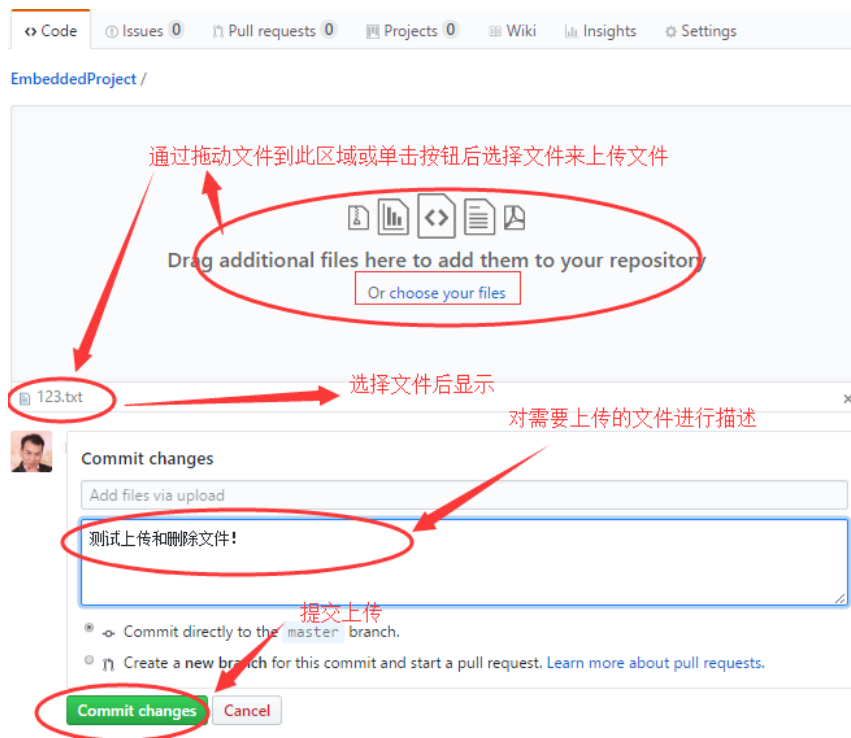 Code Issues 0 Pull requests 0 Projects 0 Wiki Insights Settings
EmbeddedProject /
通过拖动文件到此区域或单击按钮后选择文件来上传文件
Drag additional files here to add them to your repository
Or choose your files
选择文件后显示
123.txt
对需要上传的文件进行描述
Commit changes
Add files via upload
测试上传和删除文件!
提交上传
Commit directly to the master branch.
Create a new branch for this commit and start a pull request. Learn more about pull requests.
Commit changes Cancel